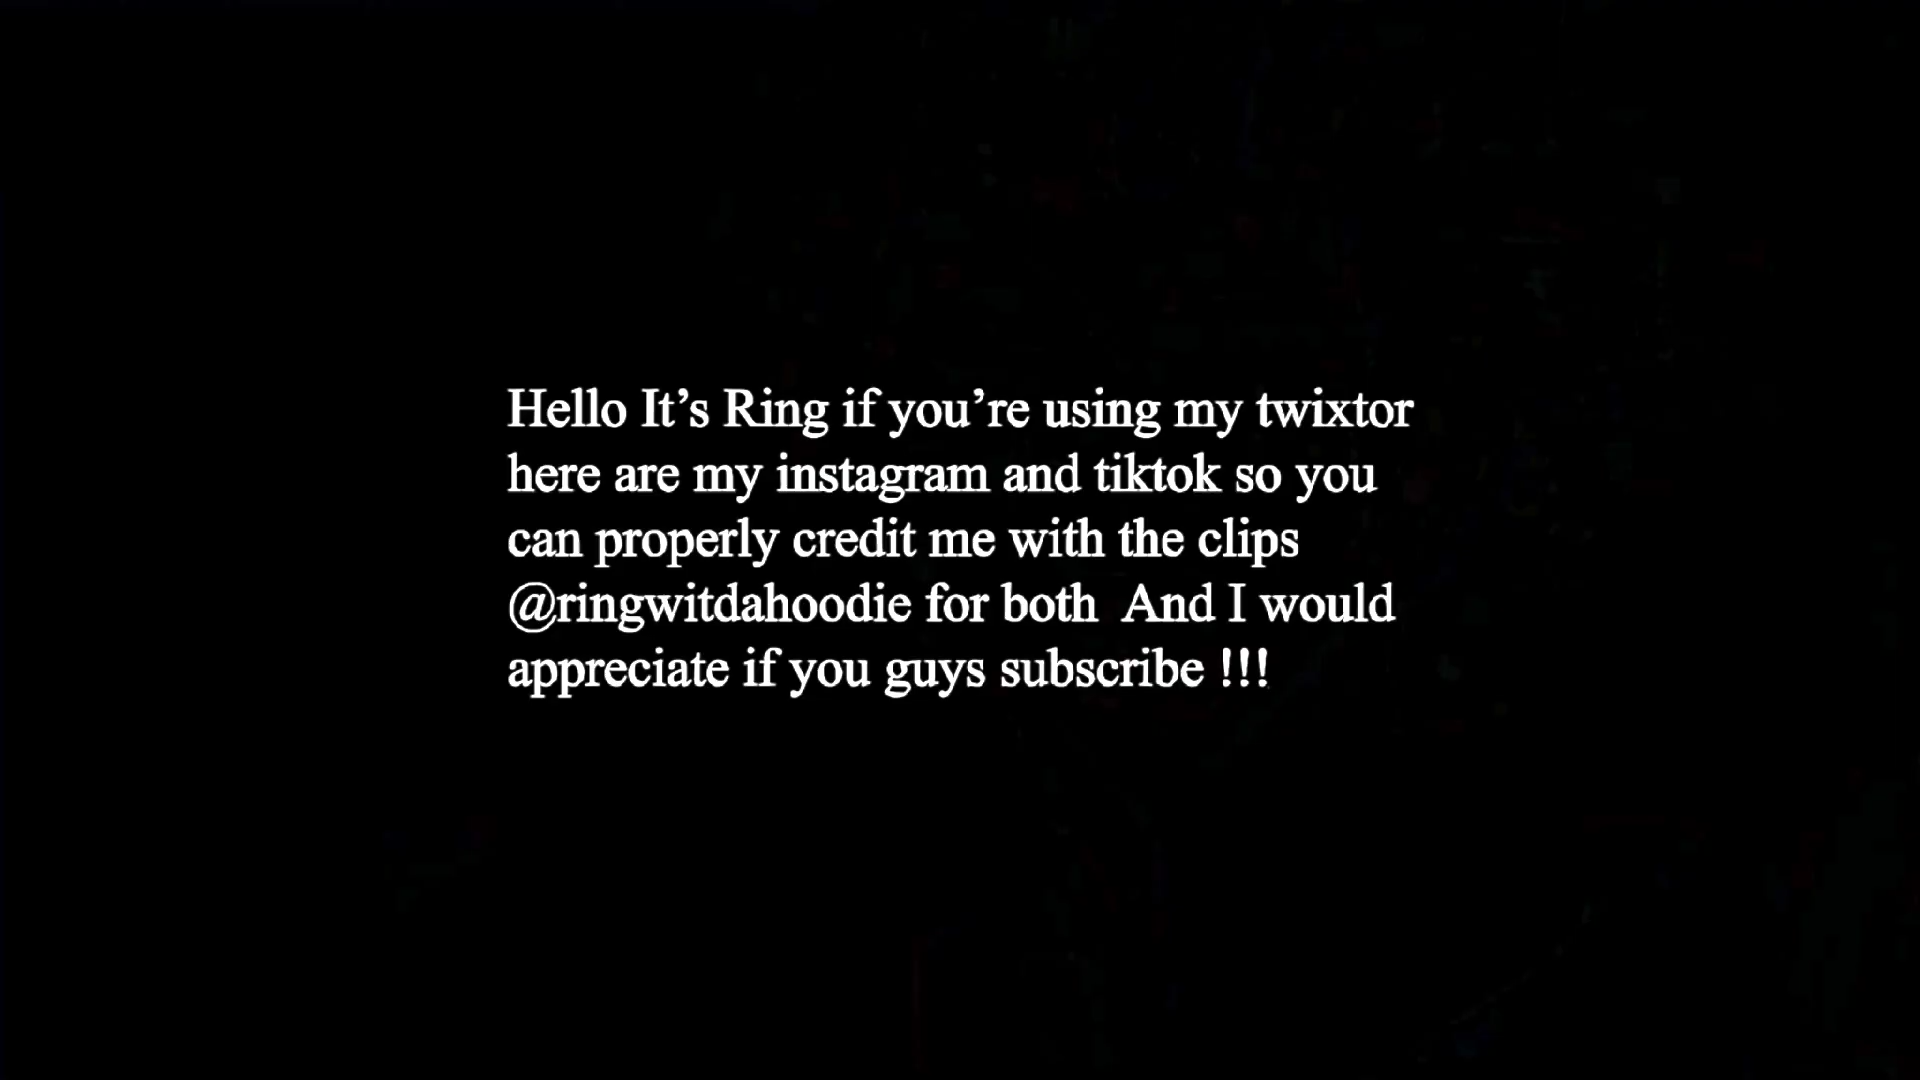 Hello It’s Ring if you’re using my twixtor
here are my instagram and tiktok so you
can properly credit me with the clips
@ringwitdahoodie for both  And I would
appreciate if you guys subscribe !!!